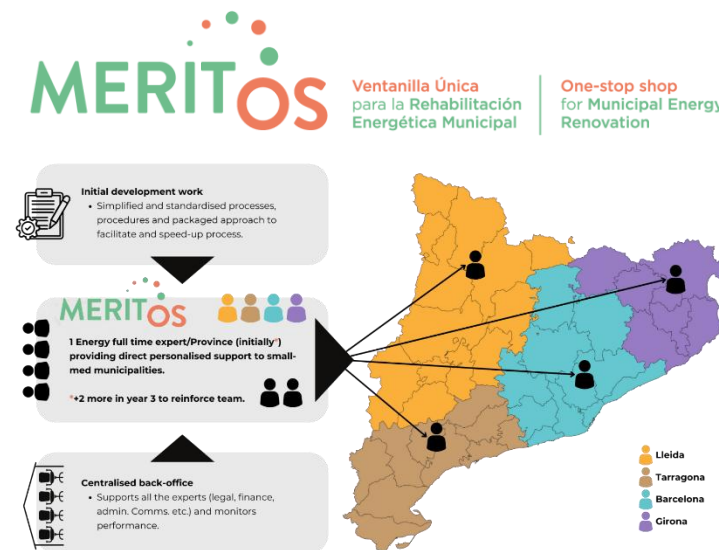 MERITOS
Ventanilla Única
para la Rehabilitación
Energética Municipal
One-stop shop
for Municipal Energy
Renovation
Initial development work
• Simplified and standardised processes,
procedures and packaged approach to
facilitate and speed-up process.
MERITOS
1 Energy full time expert/Province (initially*)
providing direct personalised support to small-
med municipalities.
*+2 more in year 3 to reinforce team.
Centralised back-office
• Supports all the experts (legal, finance,
admin. Comms. etc.) and monitors
performance.
Lleida
Tarragona
Barcelona
Girona